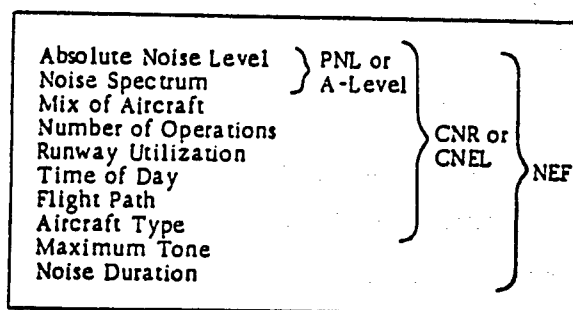 Absolute Noise Level
Noise Spectrum
PNL or
A-Level
Mix of Aircraft
Number of Operations
Runway Utilization
Time of Day
Flight Path
Aircraft Type
CNR or
CNEL
Maximum Tone
Noise Duration
NEF